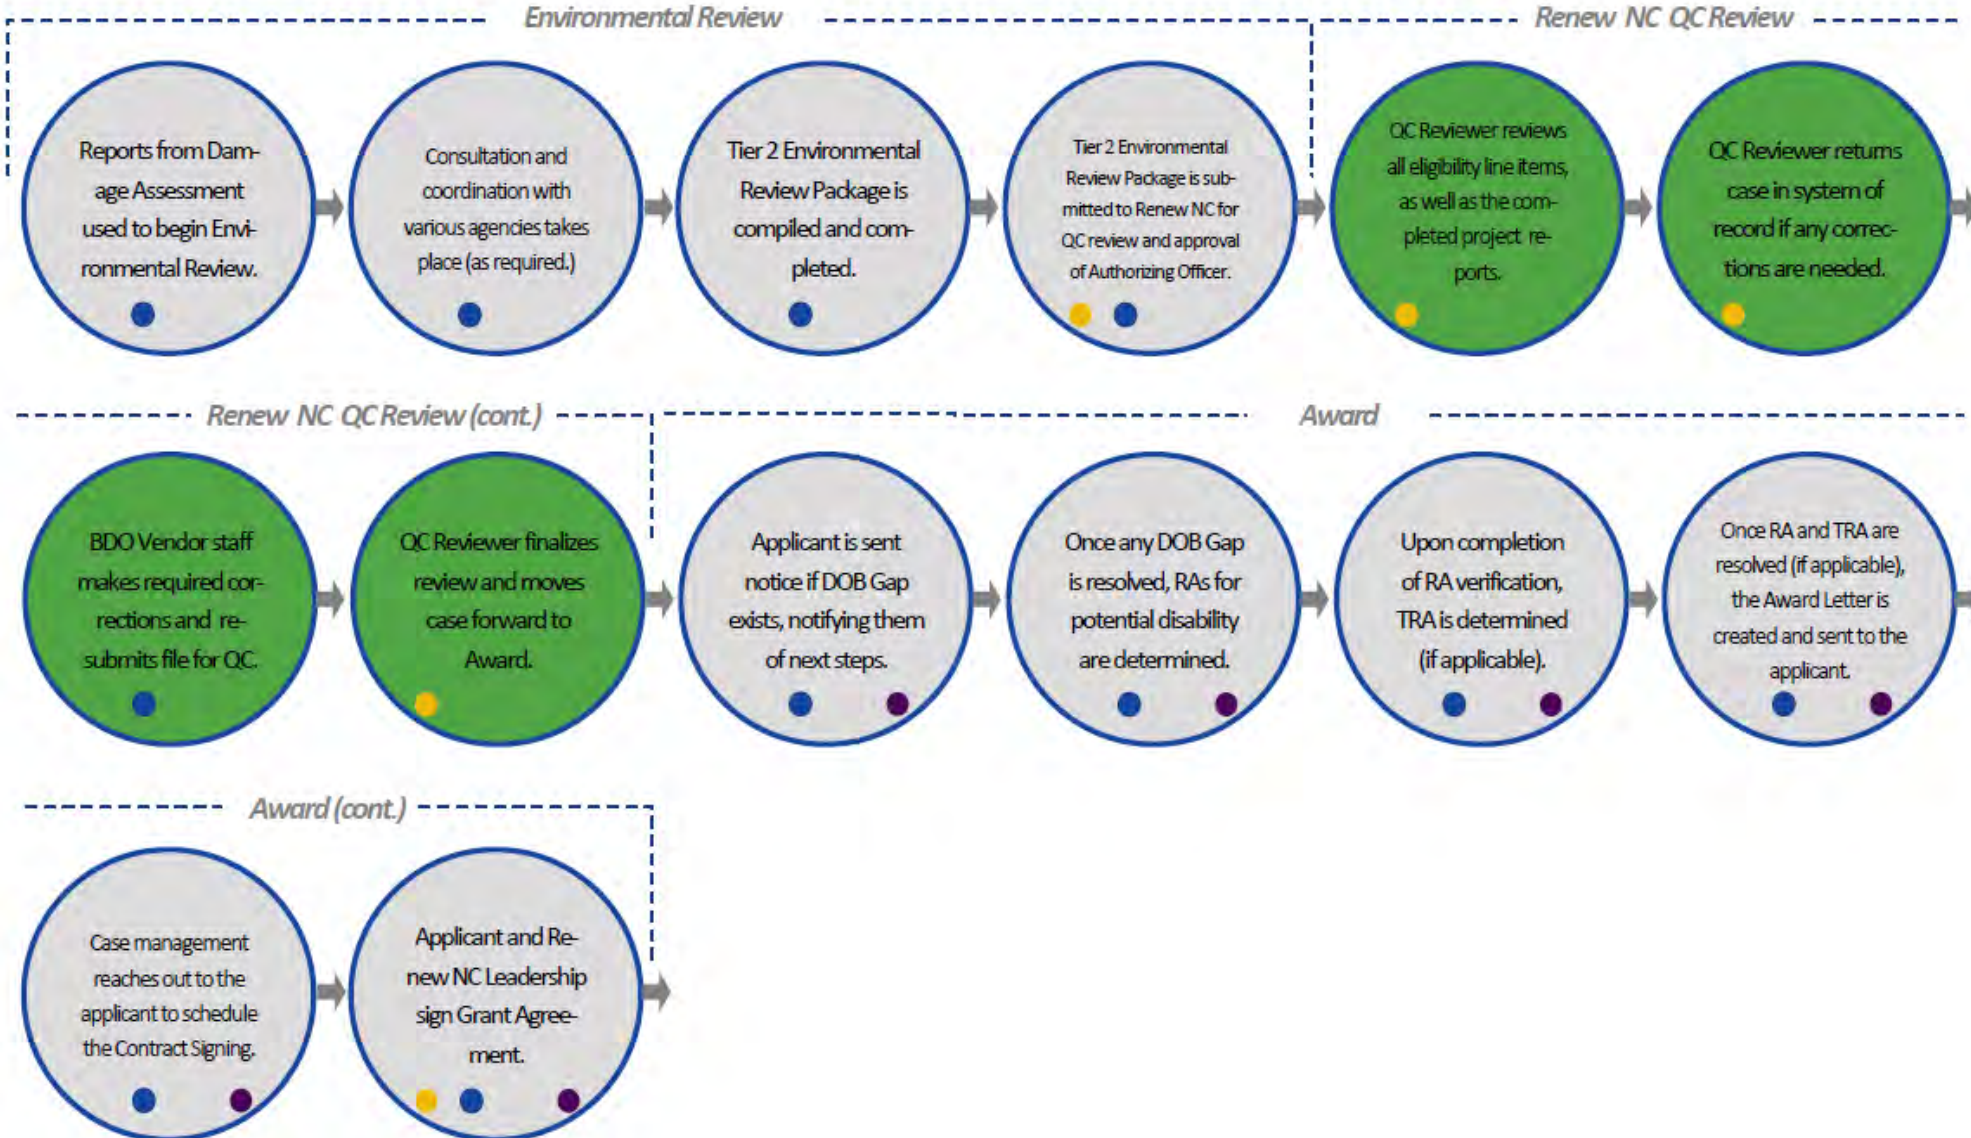 Environmental Review
Renew NC QC Review
Reports from Dam-
age Assessment
used to begin Envi-
ronmental Review.
Consultation and
coordination with
various agencies takes
place (as required.)
Tier 2 Environmental
Review Package is
compiled and com-
pleted.
Tier 2 Environmental
Review Package is sub-
mitted to Renew NC for
QC review and approval
of Authorizing Officer.
QC Reviewer reviews
all eligibility line items,
as well as the com-
pleted project re-
ports.
QC Reviewer returns
case in system of
record if any correc-
tions are needed.
Renew NC QC Review (cont.)
Award
BDO Vendor staff
makes required cor-
rections and re-
submits file for QC.
QC Reviewer finalizes
review and moves
case forward to
Award.
Applicant is sent
notice if DOB Gap
exists, notifying them
of next steps.
Once any DOB Gap
is resolved, RAs for
potential disability
are determined.
Upon completion
of RA verification,
TRA is determined
(if applicable).
Once RA and TRA are
resolved (if applicable),
the Award Letter is
created and sent to the
applicant.
Award (cont.)
Case management
reaches out to the
applicant to schedule
the Contract Signing.
Applicant and Re-
new NC Leadership
sign Grant Agree-
ment.